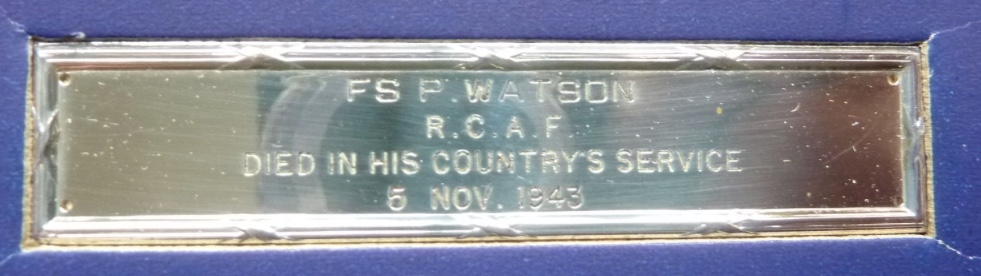 FS P. WATSON
R.C.A.F.
DIED IN HIS COUNTRY'S SERVICE
5 NOV. 1943